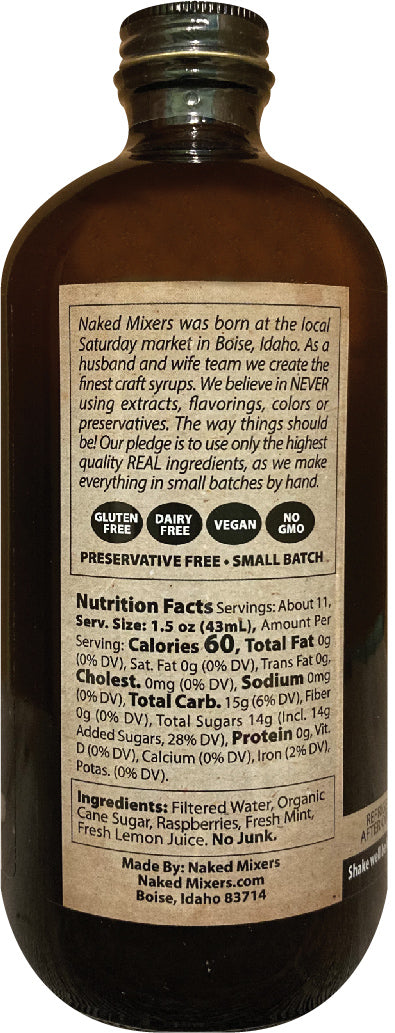 Naked Mixers was born at the local
Saturday market in Boise, Idaho. As a
husband and wife team we create the
finest craft syrups. We believe in NEVER
using extracts, flavorings, colors or
preservatives. The way things should
be! Our pledge is to use only the highest
quality REAL ingredients, as we make
everything in small batches by hand.
GLUTEN FREE
DAIRY FREE
VEGAN
NO GMO
PRESERVATIVE FREE • SMALL BATCH
Nutrition Facts Servings: About 11,
Serv. Size: 1.5 oz (43mL), Amount Per
Serving: Calories 60, Total Fat 0g
(0% DV), Sat. Fat 0g (0% DV), Trans Fat 0g,
Cholest. 0mg (0% DV), Sodium 0mg
(0% DV), Total Carb. 15g (6% DV), Fiber
0g (0% DV), Total Sugars 14g (Incl. 14g
Added Sugars, 28% DV), Protein 0g, Vit.
D (0% DV), Calcium (0% DV), Iron (2% DV),
Potas. (0% DV).
Ingredients: Filtered Water, Organic
Cane Sugar, Raspberries, Fresh Mint,
Fresh Lemon Juice. No Junk.
Made By: Naked Mixers
NakedMixers.com
Boise, Idaho 83714
AFTER
Shake well